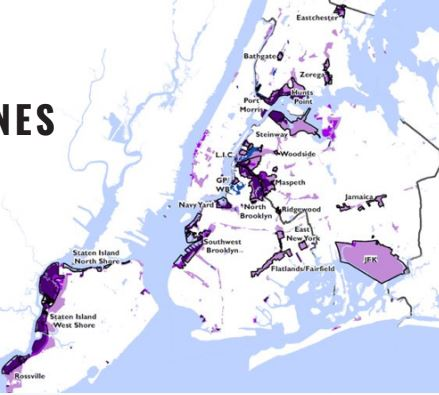 NES
Eastchester
Bathgate
Zerega
Port
Morris
Hunts
Point
Steinway
L.I.C.
Woodside
GP/
WB
Maspeth
Navy Yard
North
Brooklyn
Ridgewood
Jamaica
Southwest
Brooklyn
East
New York
Flatlands/Fairfield
JFK
Staten Island
North Shore
Staten Island
West Shore
Rossville